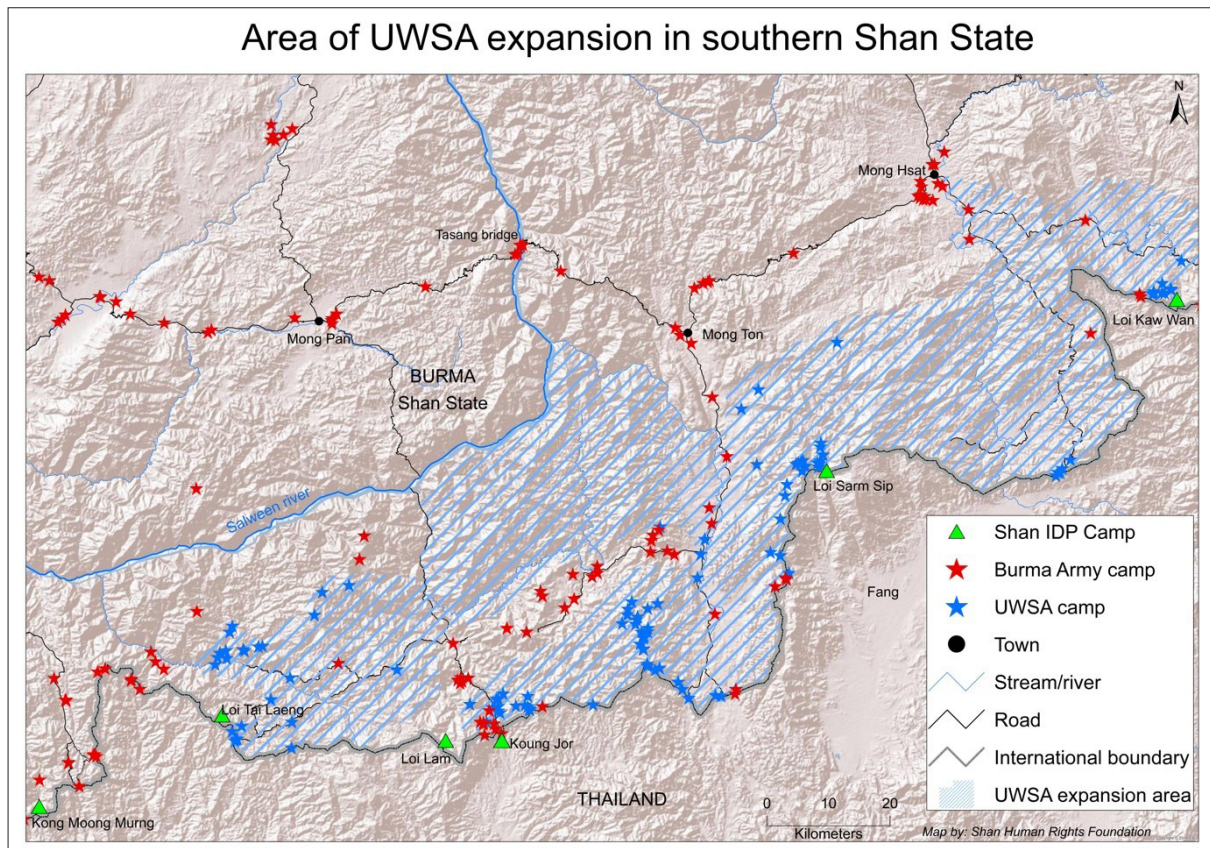 Area of UWSA expansion in southern Shan State
N
Mong Hsat
Tasang bridge
Loi Kaw Wan
Mong Pan
Mong Ton
BURMA
Shan State
Loi Sarm Sip
Salween river
Fang
Loi Tai Laeng
Loi Lam
Koung Jor
THAILAND
Kong Moong Murng
0 10 20
Kilometers
Shan IDP Camp
Burma Army camp
UWSA camp
Town
Stream/river
Road
International boundary
UWSA expansion area
Map by: Shan Human Rights Foundation